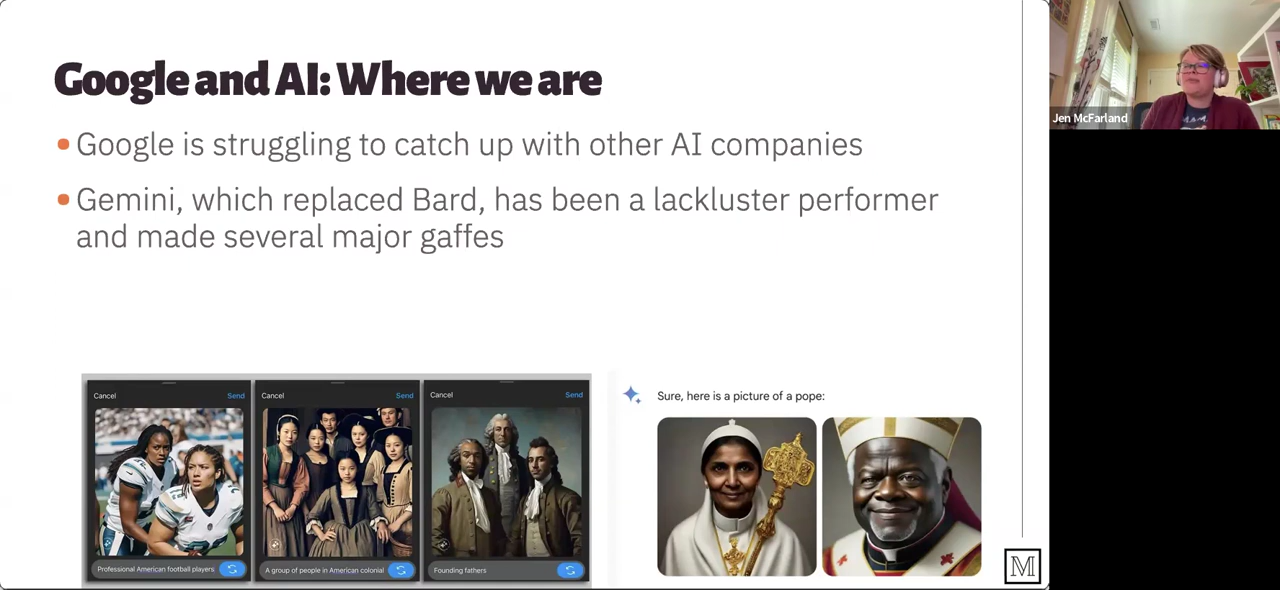 Google and AI: Where we are
• Google is struggling to catch up with other AI companies
• Gemini, which replaced Bard, has been a lackluster performer
and made several major gaffes
Cancel Send
Professional American football players
Cancel Send
A group of people in American colonial
Cancel Send
Founding fathers
Sure, here is a picture of a pope:
M
Jen McFarland